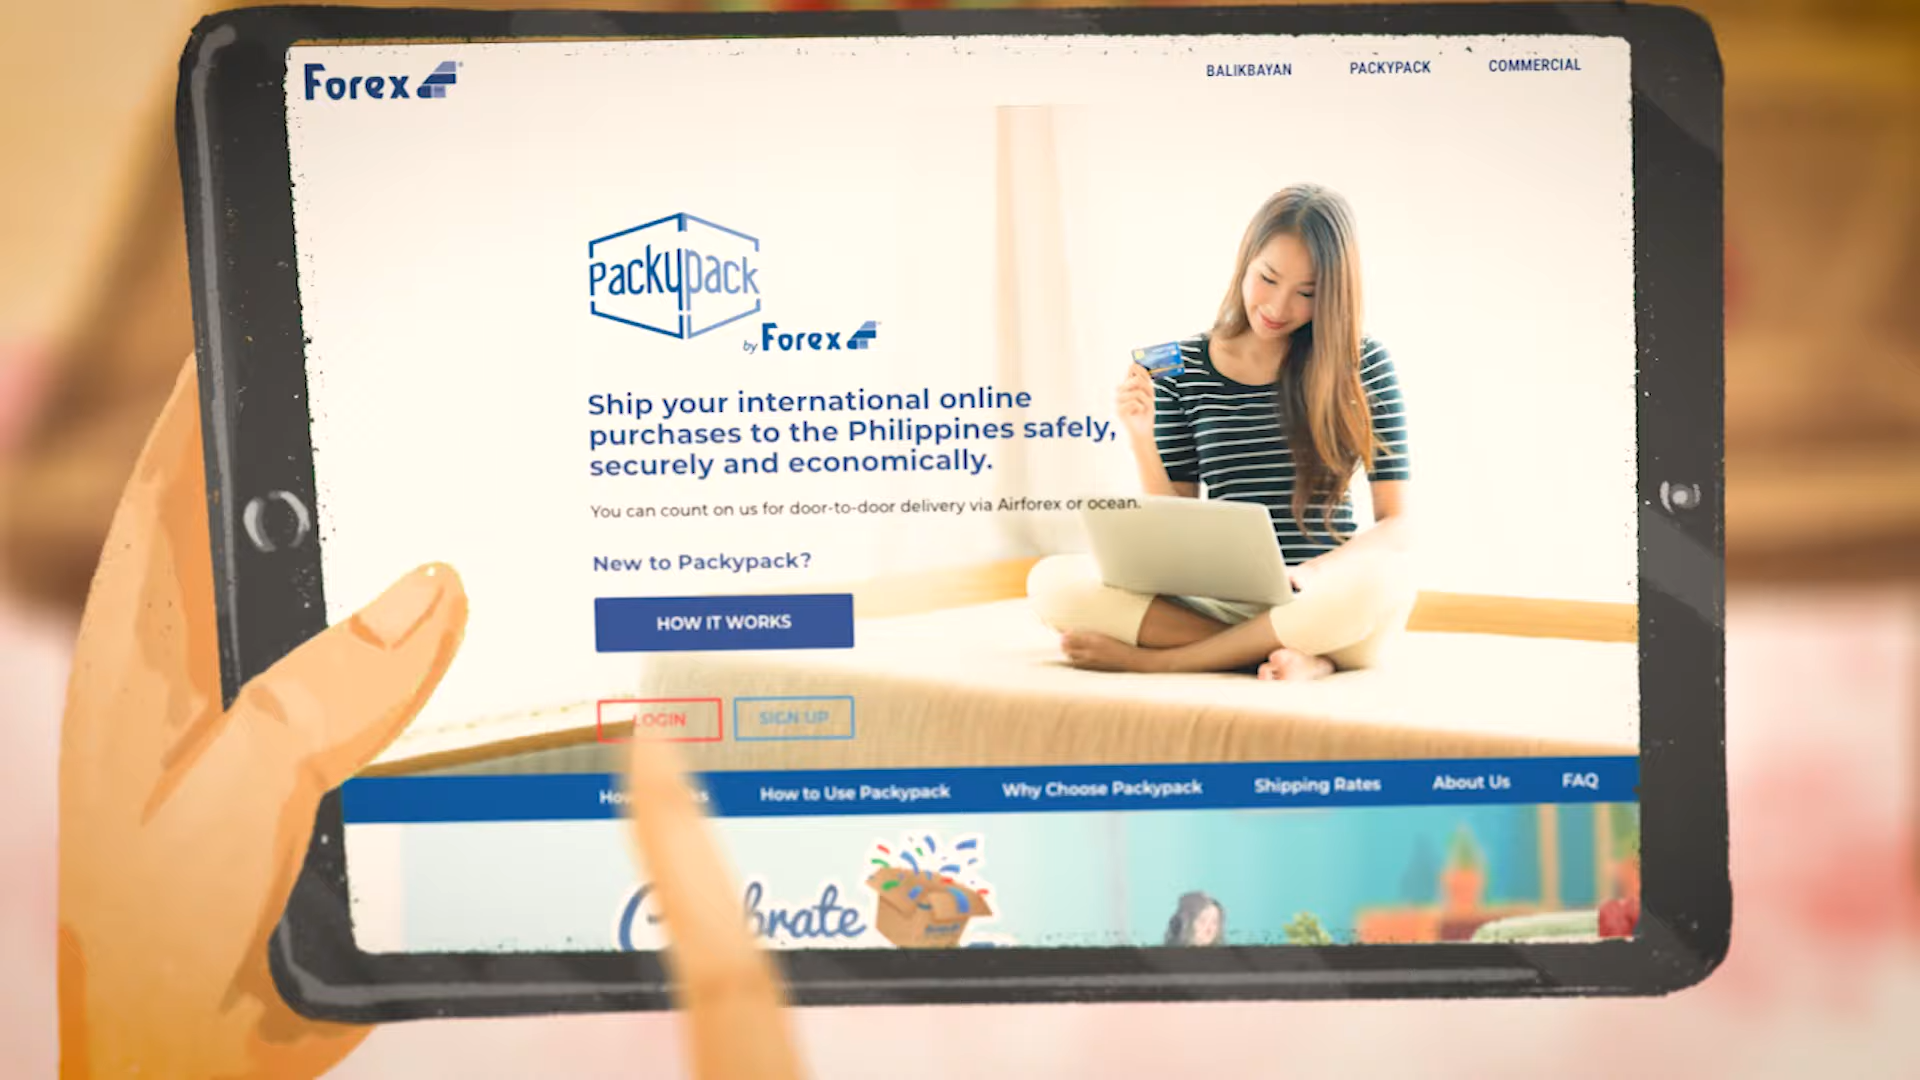 Forex
BALIKBAYAN PACKYPACK COMMERCIAL
Packypack
by Forex
Ship your international online
purchases to the Philippines safely,
securely and economically.
You can count on us for door-to-door delivery via Airforex or ocean.
New to Packypack?
HOW IT WORKS
LOGIN SIGN UP
How to Use Packypack Why Choose Packypack Shipping Rates About Us FAQ